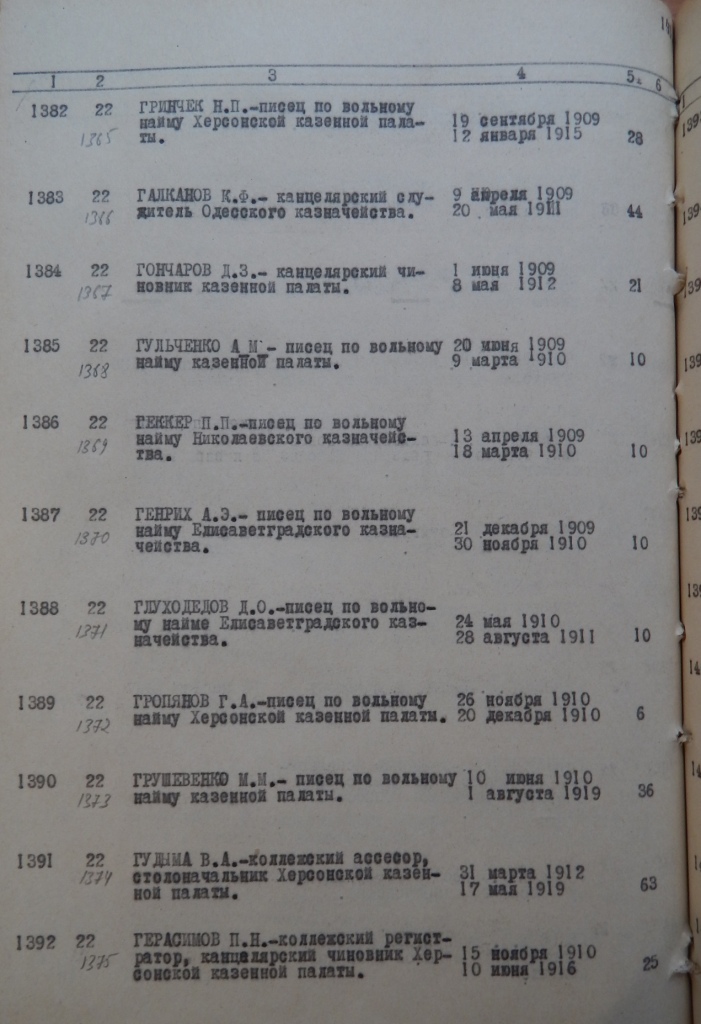 1 2 3 4 5 6
1382 22 ГРИНЧЕК Н.П.-писец по вольному
найму Херсонской казенной пала- 19 сентября 1909
1365 ты. 12 января 1915 28
1383 22 ГАЛКАНОВ К.Ф.- канцелярский слу- 9 апреля 1909
1366 житель Одесского казначейства. 20 мая 1911 44
1384 22 ГОНЧАРОВ Д.З.- канцелярский чи- 1 июня 1909
1367 новник казенной палаты. 8 мая 1912 21
1385 22 ГУЛЬЧЕНКО А М - писец по вольному 20 июня 1909
1368 найму казенной палаты. 9 марта 1910 10
1386 22 ГЕККЕР П.П.-писец по вольному
найму Николаевского казначейс- 13 апреля 1909
1369 тва. 18 марта 1910 10
1387 22 ГЕНРИХ А.Э.- писец по вольному
найму Елисаветградского казна- 21 декабря 1909
1370 чейства. 30 ноября 1910 10
1388 22 ГЛУХОДЕДОВ Д.О.-писец по вольно-
му найме Елисаветградского каз- 24 мая 1910
1371 начейства. 28 августа 1911 10
1389 22 ГРОПЯНОВ Г.А.-писец по вольному 26 ноября 1910
1372 найму Херсонской казенной палаты. 20 декабря 1910 6
1390 22 ГРУШЕВЕНКО М.М.- писец по вольному 10 июня 1910
1373 найму казенной палаты. 1 августа 1919 36
1391 22 ГУДЫМА В.А.-коллежский ассесор,
1374 столоначальник Херсонской казен- 31 марта 1912
ной палаты. 17 мая 1919 63
1392 22 ГЕРАСИМОВ П.Н.-коллежский регист-
1375 ратор, канцелярский чиновник Хер- 15 ноября 1910
сонской казенной палаты. 10 июня 1916 25